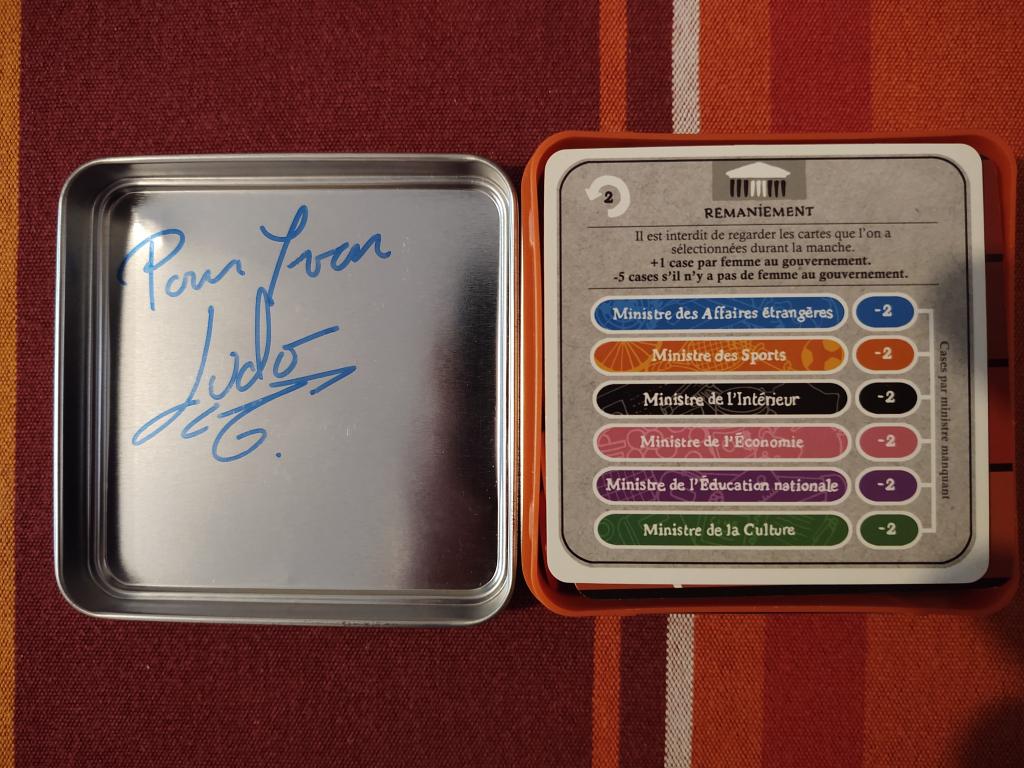 Pour Yvan
Ludo
G.
2
REMANiEMENT
Il est interdit de regarder les cartes que l'on a
sélectionnées durant la manche.
+1 case par femme au gouvernement.
-5 cases s'il n'y a pas de femme au gouvernement.
Ministre des Affaires étrangères -2
Ministre des Sports -2
Ministre de l'Intérieur -2
Ministre de l'Économie -2
Ministre de l'Éducation nationale -2
Ministre de la Culture -2
Cases par ministre manquant